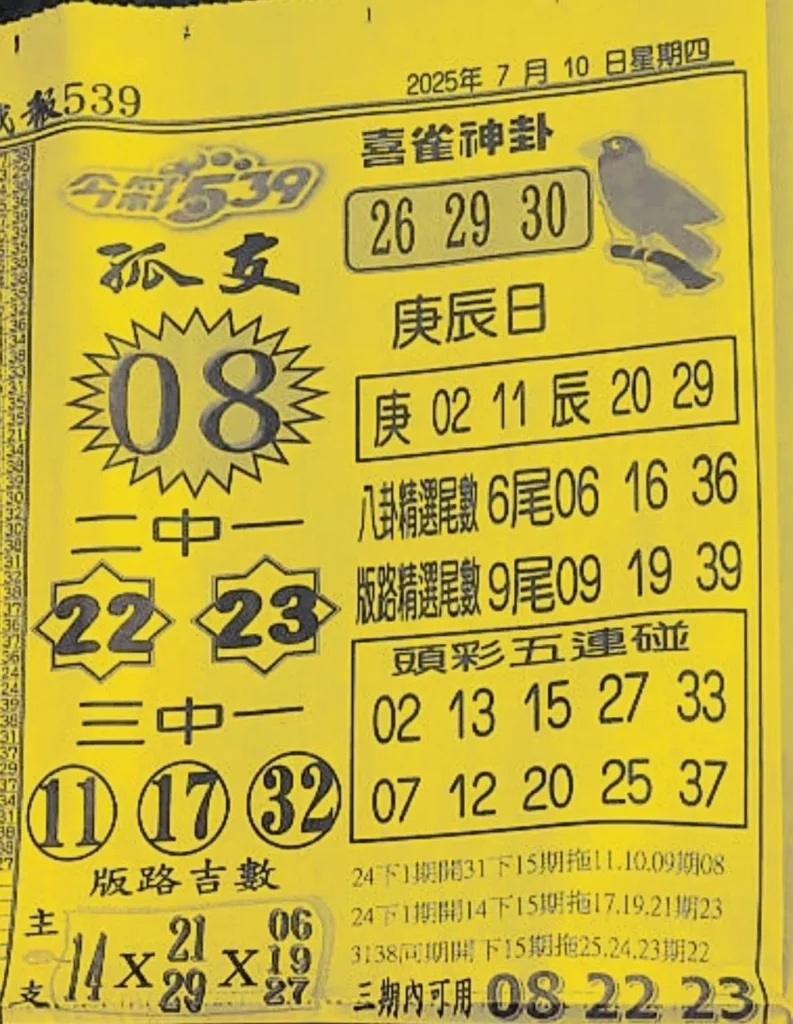 報539
2025年 7 月 10 日星期四
今彩539
孤支
08
二中一
22 23
三中一
11 17 32
版路吉數
主 支
14 X 21 29 X 06 19 27
喜雀神卦
26 29 30
庚辰日
庚 02 11 辰 20 29
八卦精選尾數 6尾06 16 36
版路精選尾數 9尾09 19 39
頭彩五連碰
02 13 15 27 33
07 12 20 25 37
24下1期開31下15期拖11.10.09期08
24下1期開14下15期拖17.19.21期23
3138同期開下15期拖25.24.23期22
三期內可用 08 22 23